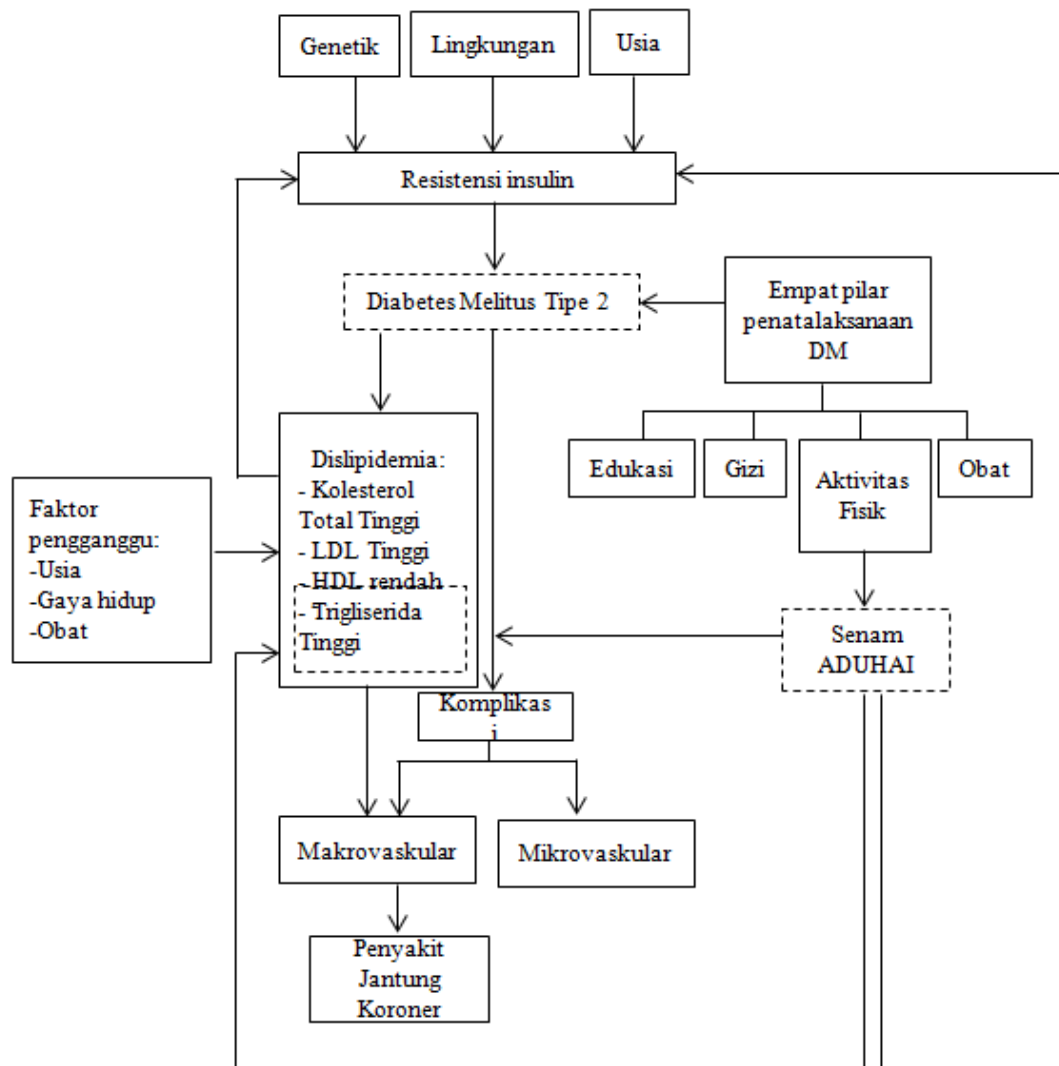 Genetik
Lingkungan
Usia
Resistensi insulin
Diabetes Melitus Tipe 2
Empat pilar
penatalaksanaan
DM
Edukasi
Gizi
Aktivitas
Fisik
Obat
Dislipidemia:
- Kolesterol
Total Tinggi
- LDL Tinggi
- HDL rendah
- Trigliserida
Tinggi
Faktor
pengganggu:
-Usia
-Gaya hidup
-Obat
Senam
ADUHAI
Komplikas
i
Makrovaskular
Mikrovaskular
Penyakit
Jantung
Koroner